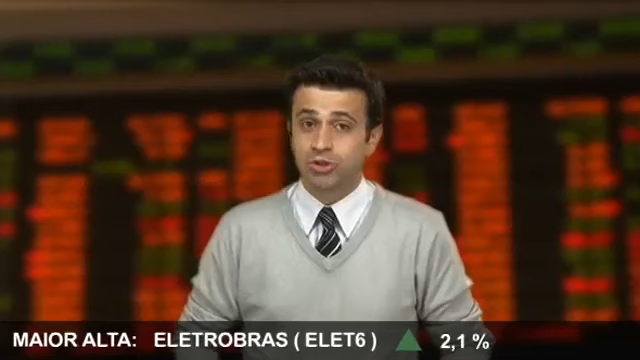 MAIOR ALTA: ELETROBRAS ( ELET6 ) ▲ 2,1 %